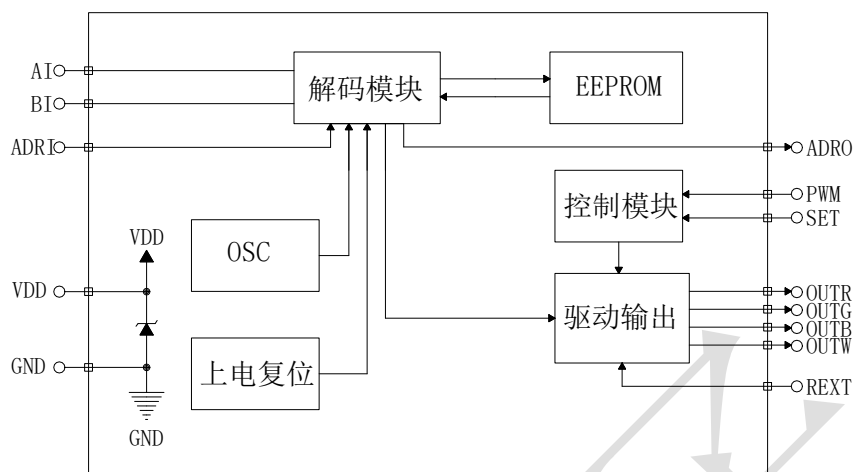 AI
解码模块
EEPROM
BI
ADRI
ADRO
控制模块
PWM
SET
OSC
VDD
VDD
驱动输出
OUTR
OUTG
OUTB
OUTW
上电复位
GND
REXT
GND